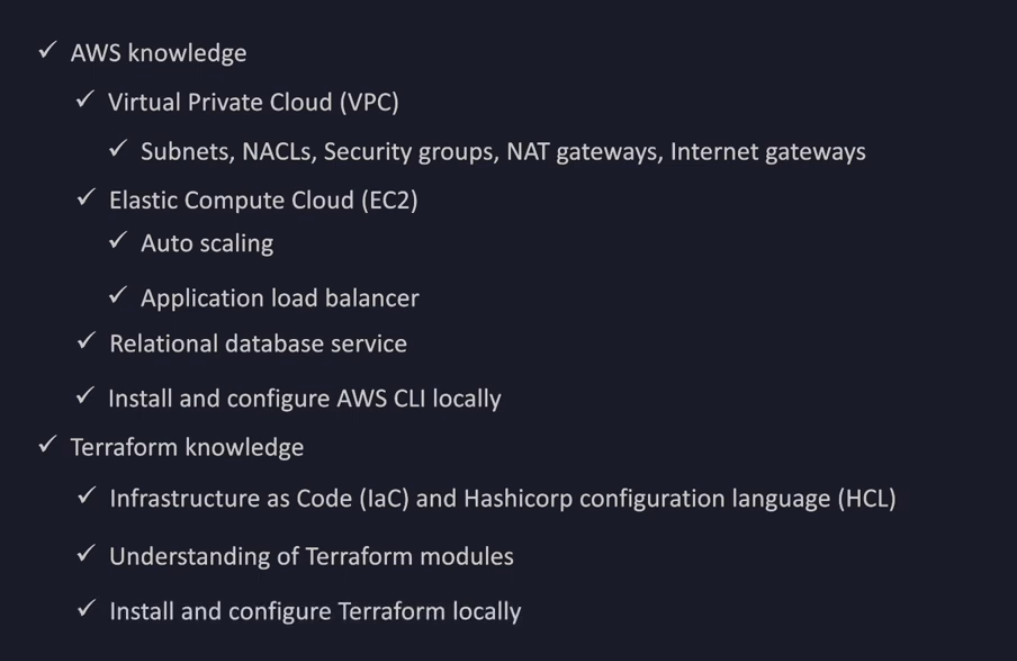 ✓ AWS knowledge
✓ Virtual Private Cloud (VPC)
✓ Subnets, NACLs, Security groups, NAT gateways, Internet gateways
✓ Elastic Compute Cloud (EC2)
✓ Auto scaling
✓ Application load balancer
✓ Relational database service
✓ Install and configure AWS CLI locally
✓ Terraform knowledge
✓ Infrastructure as Code (IaC) and Hashicorp configuration language (HCL)
✓ Understanding of Terraform modules
✓ Install and configure Terraform locally